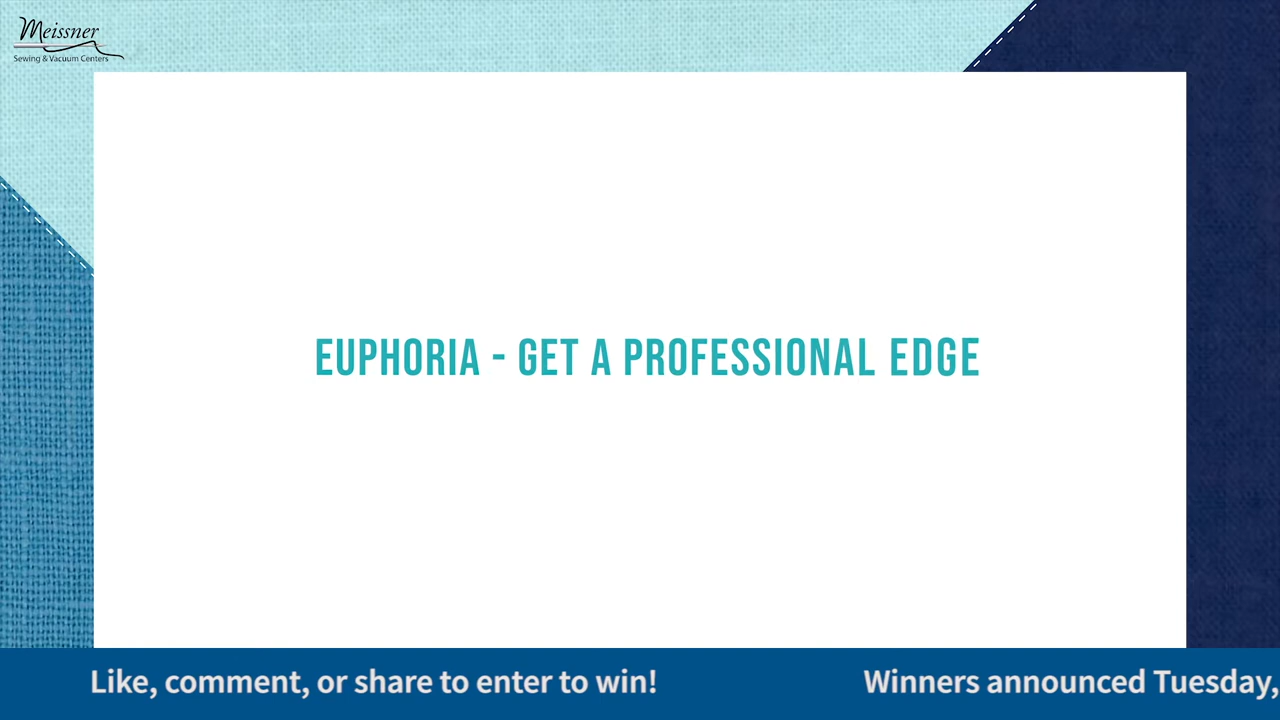 Meissner
Sewing & Vacuum Centers
EUPHORIA - GET A PROFESSIONAL EDGE
Like, comment, or share to enter to win! Winners announced Tuesday,